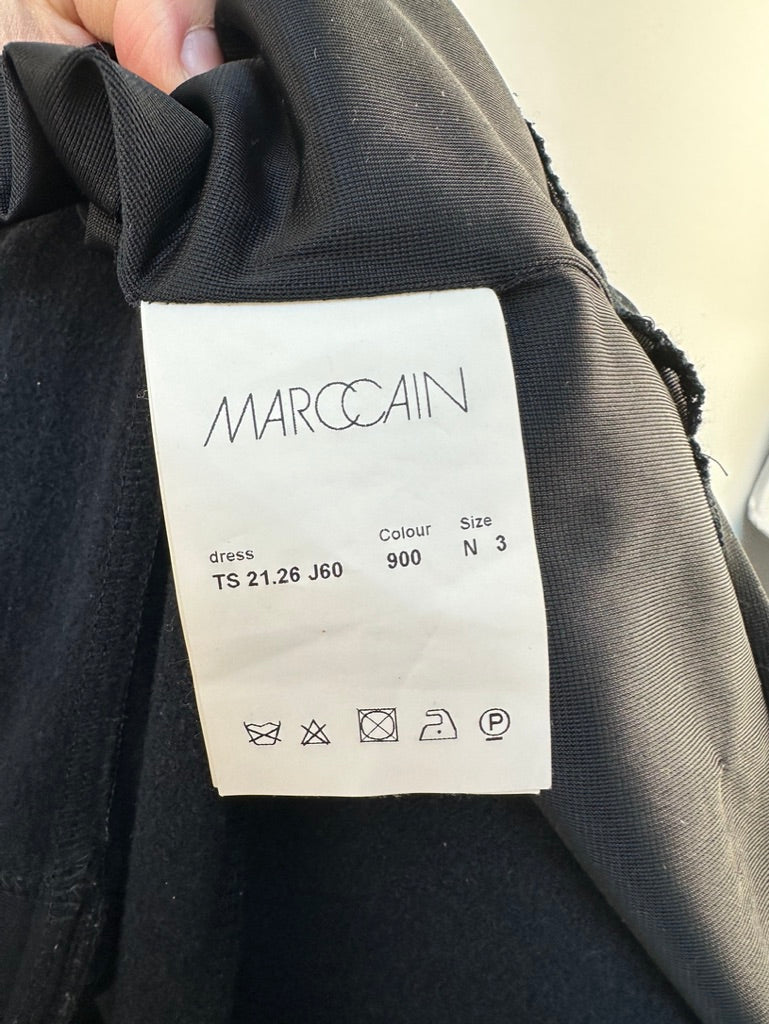 MARCCAIN
dress Colour Size
TS 21.26 J60 900 N 3
P